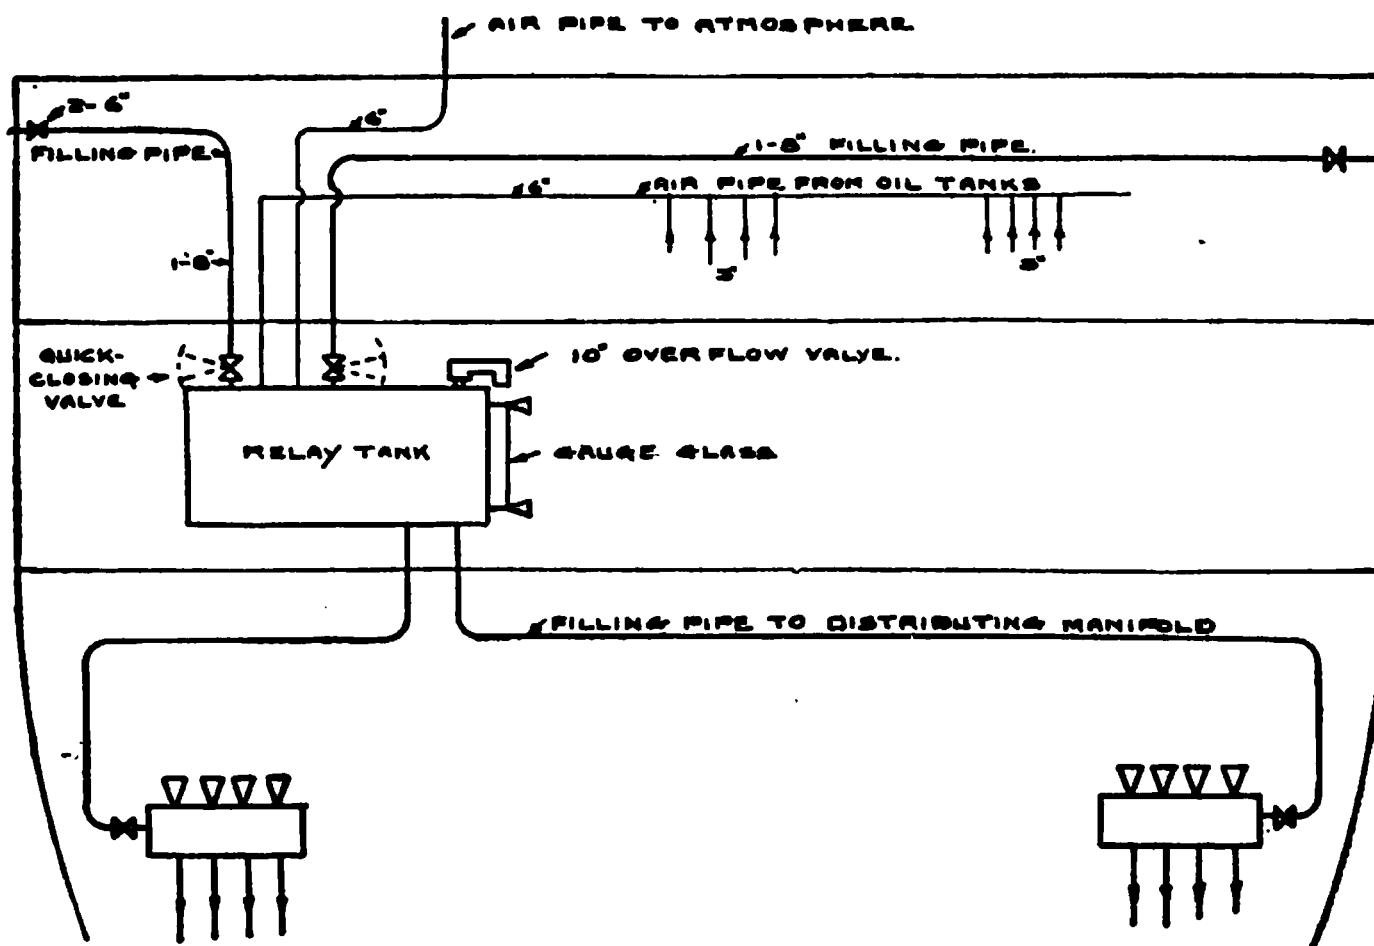 AIR PIPE TO ATMOSPHERE
2-6"
6"
FILLING PIPE
1-8" FILLING PIPE.
6"
AIR PIPE FROM OIL TANKS
1-8"
3"
3"
QUICK-
CLOSING
VALVE
10" OVERFLOW VALVE.
RELAY TANK
GAUGE GLASS
FILLING PIPE TO DISTRIBUTING MANIFOLD